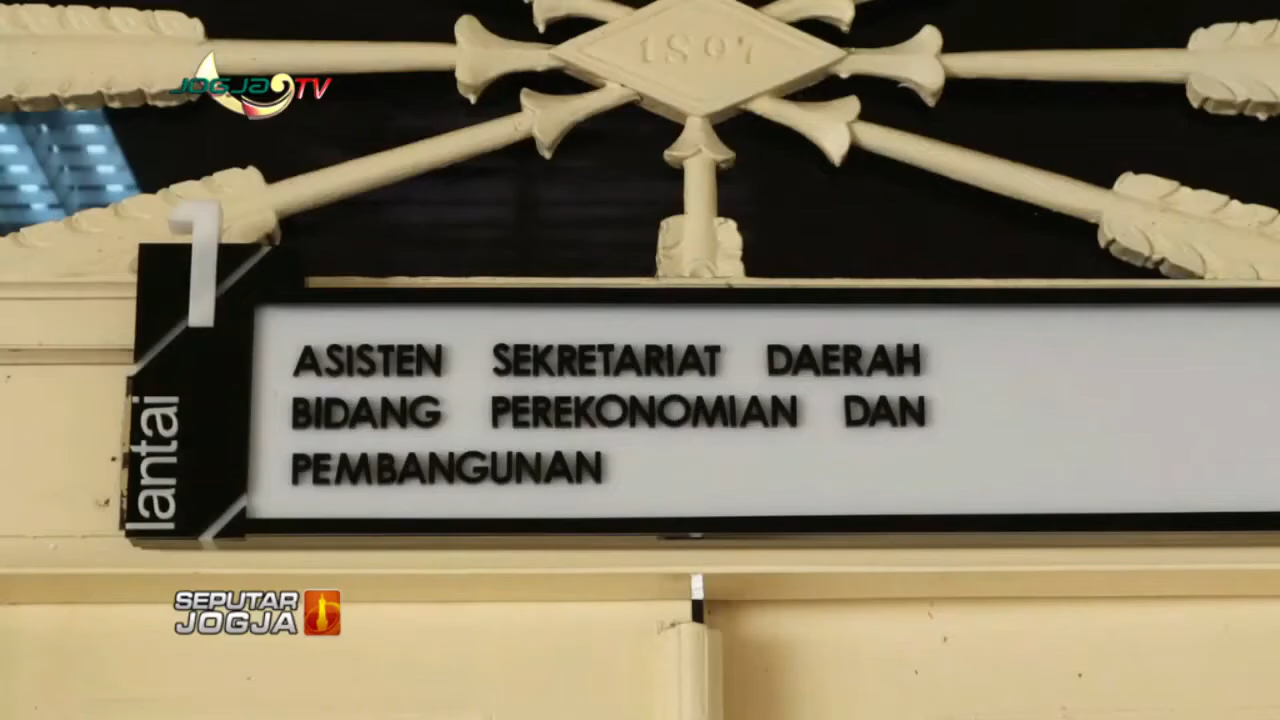 1897
JOGJA TV
1
lantai
ASISTEN SEKRETARIAT DAERAH
BIDANG PEREKONOMIAN DAN
PEMBANGUNAN
SEPUTAR
JOGJA